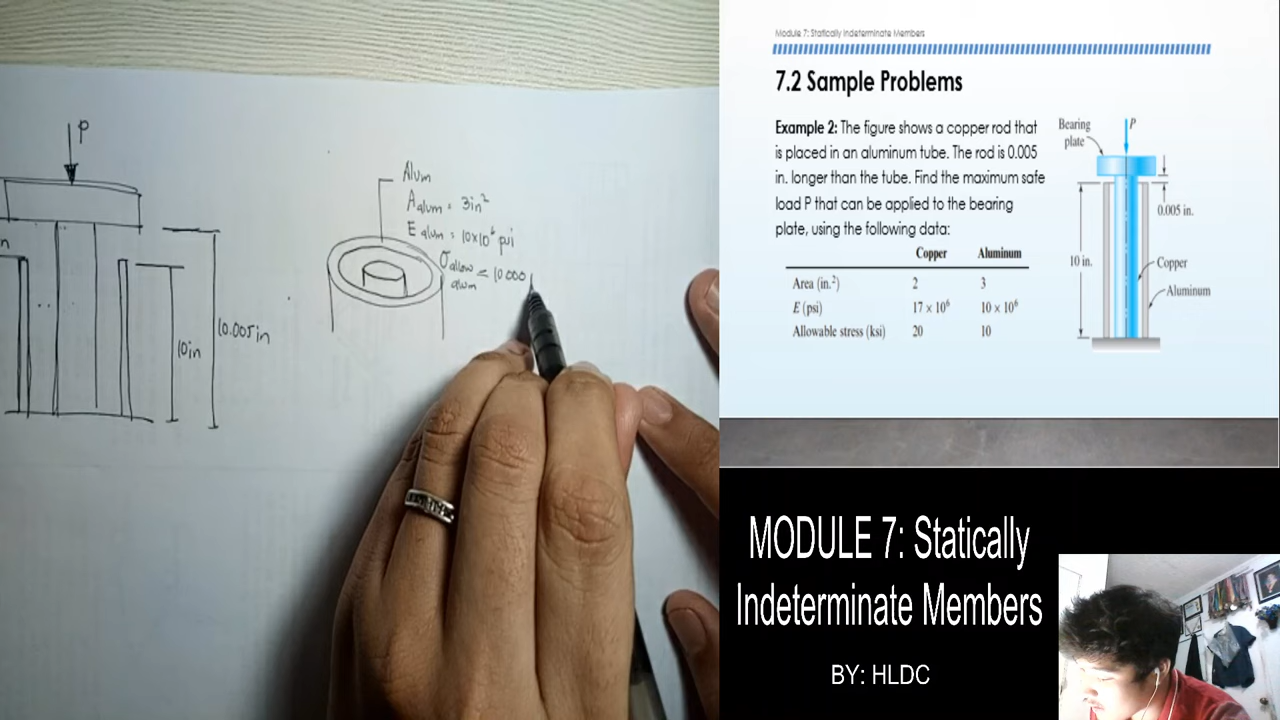 P
10in
10.005in
Alum
A alum = 3in²
E alum = 10x10⁶ psi
σ allow alum = 10 000
Module 7: Statically Indeterminate Members
7.2 Sample Problems
Example 2: The figure shows a copper rod that
is placed in an aluminum tube. The rod is 0.005
in. longer than the tube. Find the maximum safe
load P that can be applied to the bearing
plate, using the following data:
Copper Aluminum
Area (in.²) 2 3
E (psi) 17 × 10⁶ 10 × 10⁶
Allowable stress (ksi) 20 10
Bearing
plate
P
0.005 in.
10 in.
Copper
Aluminum
MODULE 7: Statically
Indeterminate Members
BY: HLDC